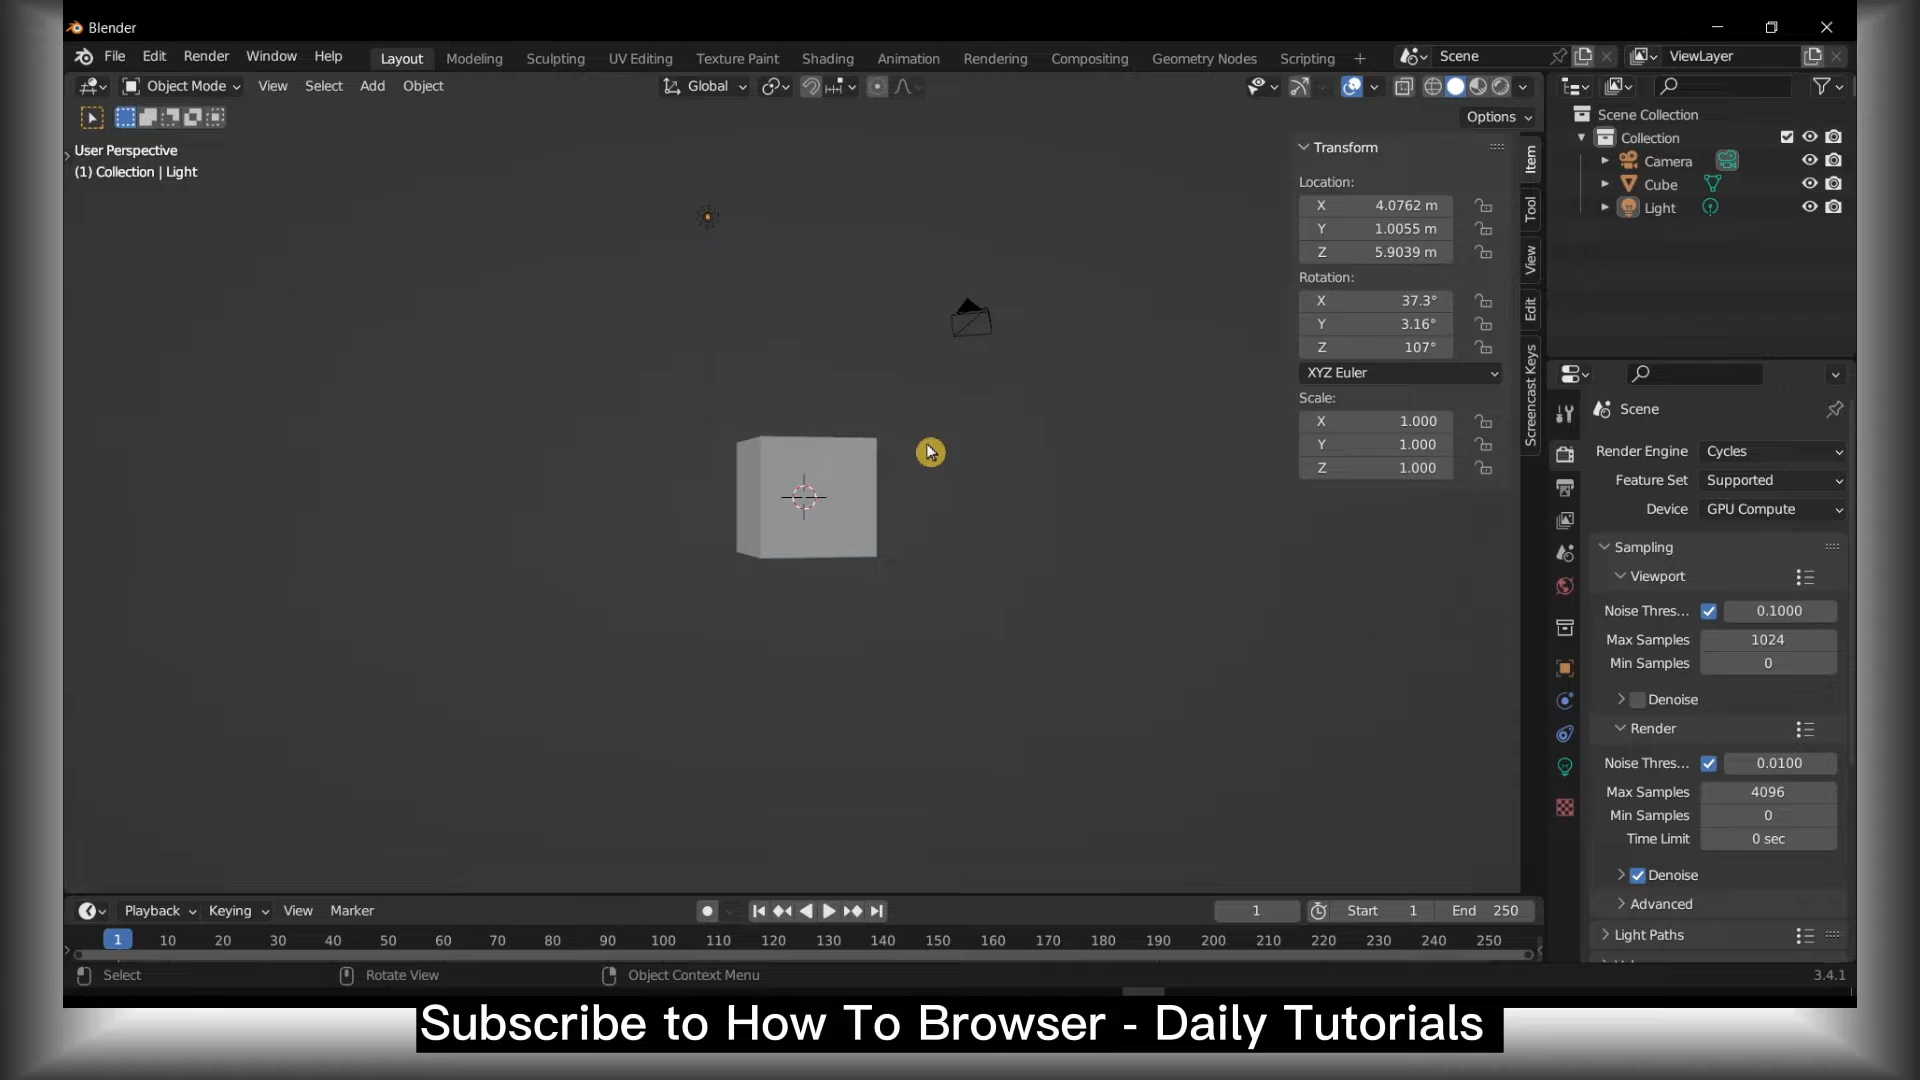 Blender
File Edit Render Window Help Layout Modeling Sculpting UV Editing Texture Paint Shading Animation Rendering Compositing Geometry Nodes Scripting + Scene ViewLayer
Object Mode View Select Add Object Global
Options
User Perspective
(1) Collection | Light
Transform
Location:
X 4.0762 m
Y 1.0055 m
Z 5.9039 m
Rotation:
X 37.3°
Y 3.16°
Z 107°
XYZ Euler
Scale:
X 1.000
Y 1.000
Z 1.000
Item
Tool
View
Edit
Screencast Keys
Scene Collection
Collection
Camera
Cube
Light
Scene
Render Engine Cycles
Feature Set Supported
Device GPU Compute
Sampling
Viewport
Noise Thres... 0.1000
Max Samples 1024
Min Samples 0
Denoise
Render
Noise Thres... 0.0100
Max Samples 4096
Min Samples 0
Time Limit 0 sec
Denoise
Advanced
Light Paths
Playback Keying View Marker 1 Start 1 End 250
1 10 20 30 40 50 60 70 80 90 100 110 120 130 140 150 160 170 180 190 200 210 220 230 240 250
Select Rotate View Object Context Menu 3.4.1
Subscribe to How To Browser - Daily Tutorials